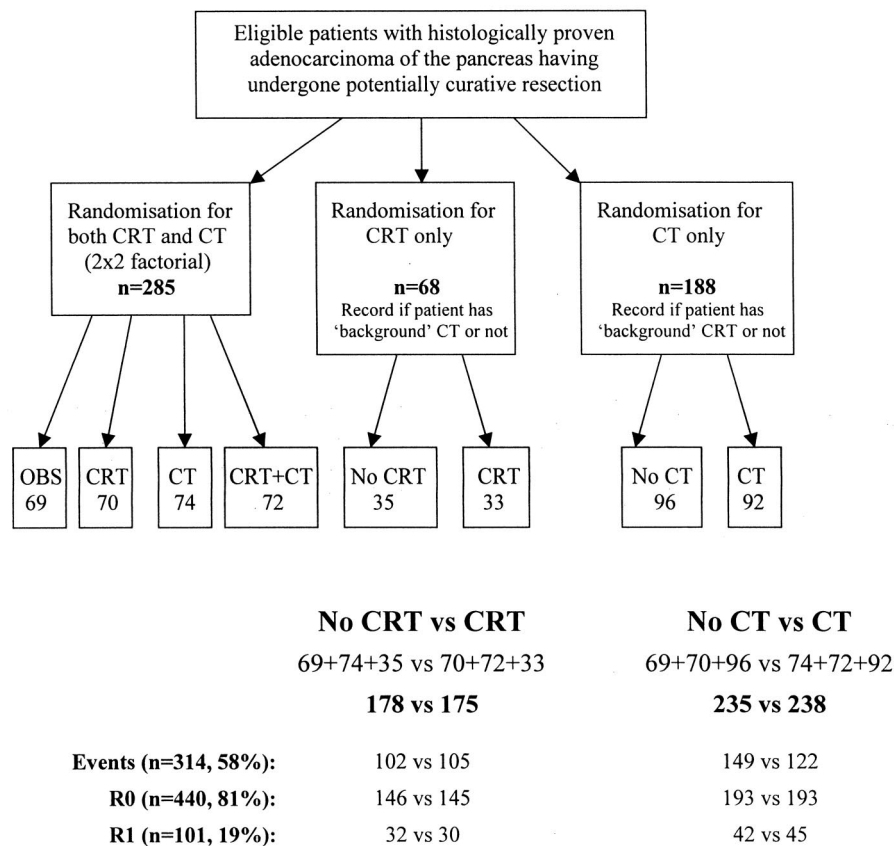 Eligible patients with histologically proven
adenocarcinoma of the pancreas having
undergone potentially curative resection
Randomisation for
both CRT and CT
(2x2 factorial)
n=285
Randomisation for
CRT only
n=68
Record if patient has
‘background’ CT or not
Randomisation for
CT only
n=188
Record if patient has
‘background’ CRT or not
OBS
69
CRT
70
CT
74
CRT+CT
72
No CRT
35
CRT
33
No CT
96
CT
92
No CRT vs CRT
69+74+35 vs 70+72+33
178 vs 175
No CT vs CT
69+70+96 vs 74+72+92
235 vs 238
Events (n=314, 58%): 102 vs 105 149 vs 122
R0 (n=440, 81%): 146 vs 145 193 vs 193
R1 (n=101, 19%): 32 vs 30 42 vs 45